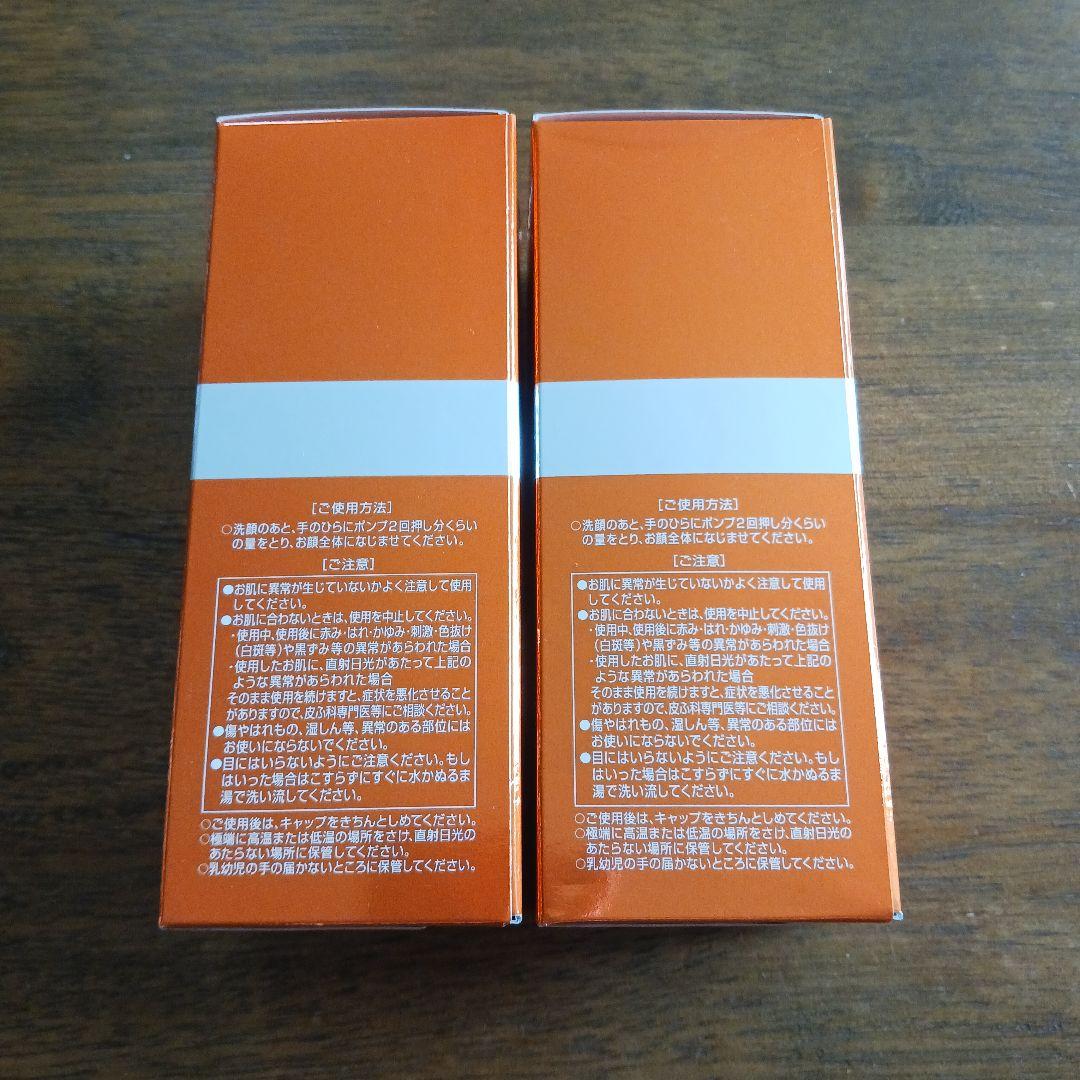 [ご使用方法]
○洗顔のあと、手のひらにポンプ2回押し分くらい
の量をとり、お顔全体になじませてください。
[ご注意]
●お肌に異常が生じていないかよく注意して使用
してください。
●お肌に合わないときは、使用を中止してください。
・使用中、使用後に赤み・はれ・かゆみ・刺激・色抜け
(白斑等)や黒ずみ等の異常があらわれた場合
・使用したお肌に、直射日光があたって上記の
ような異常があらわれた場合
そのまま使用を続けますと、症状を悪化させること
がありますので、皮ふ科専門医等にご相談ください。
●傷やはれもの、湿しん等、異常のある部位には
お使いにならないでください。
●目にはいらないようにご注意ください。もし
はいった場合はこすらずにすぐに水かぬるま
湯で洗い流してください。
○ご使用後は、キャップをきちんとしめてください。
○極端に高温または低温の場所をさけ、直射日光の
あたらない場所に保管してください。
○乳幼児の手の届かないところに保管してください。
[ご使用方法]
○洗顔のあと、手のひらにポンプ2回押し分くらい
の量をとり、お顔全体になじませてください。
[ご注意]
●お肌に異常が生じていないかよく注意して使用
してください。
●お肌に合わないときは、使用を中止してください。
・使用中、使用後に赤み・はれ・かゆみ・刺激・色抜け
(白斑等)や黒ずみ等の異常があらわれた場合
・使用したお肌に、直射日光があたって上記の
ような異常があらわれた場合
そのまま使用を続けますと、症状を悪化させること
がありますので、皮ふ科専門医等にご相談ください。
●傷やはれもの、湿しん等、異常のある部位には
お使いにならないでください。
●目にはいらないようにご注意ください。もし
はいった場合はこすらずにすぐに水かぬるま
湯で洗い流してください。
○ご使用後は、キャップをきちんとしめてください。
○極端に高温または低温の場所をさけ、直射日光の
あたらない場所に保管してください。
○乳幼児の手の届かないところに保管してください。